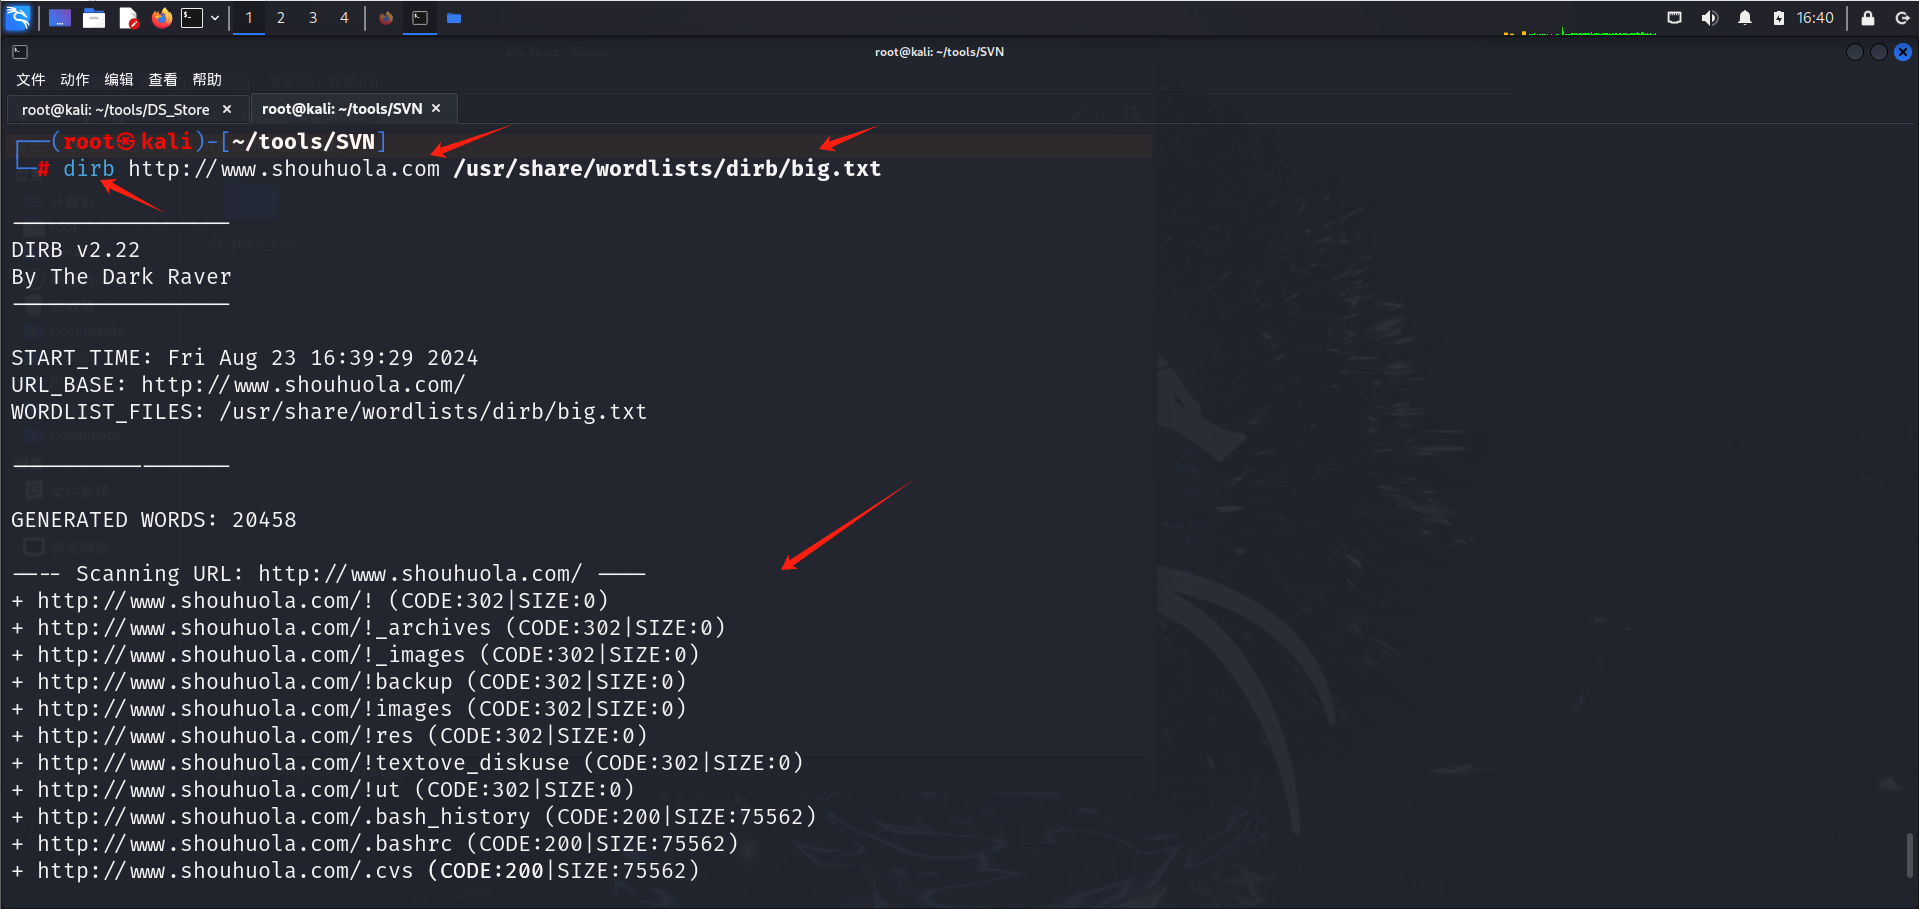 1 2 3 4 16:40
root@kali: ~/tools/SVN
文件 动作 编辑 查看 帮助
root@kali: ~/tools/DS_Store × root@kali: ~/tools/SVN ×
┌──(root㉿kali)-[~/tools/SVN]
└─# dirb http://www.shouhuola.com /usr/share/wordlists/dirb/big.txt
-----------------
DIRB v2.22
By The Dark Raver
-----------------
START_TIME: Fri Aug 23 16:39:29 2024
URL_BASE: http://www.shouhuola.com/
WORDLIST_FILES: /usr/share/wordlists/dirb/big.txt
-----------------
GENERATED WORDS: 20458
---- Scanning URL: http://www.shouhuola.com/ ----
+ http://www.shouhuola.com/! (CODE:302|SIZE:0)
+ http://www.shouhuola.com/!_archives (CODE:302|SIZE:0)
+ http://www.shouhuola.com/!_images (CODE:302|SIZE:0)
+ http://www.shouhuola.com/!backup (CODE:302|SIZE:0)
+ http://www.shouhuola.com/!images (CODE:302|SIZE:0)
+ http://www.shouhuola.com/!res (CODE:302|SIZE:0)
+ http://www.shouhuola.com/!textove_diskuse (CODE:302|SIZE:0)
+ http://www.shouhuola.com/!ut (CODE:302|SIZE:0)
+ http://www.shouhuola.com/.bash_history (CODE:200|SIZE:75562)
+ http://www.shouhuola.com/.bashrc (CODE:200|SIZE:75562)
+ http://www.shouhuola.com/.cvs (CODE:200|SIZE:75562)